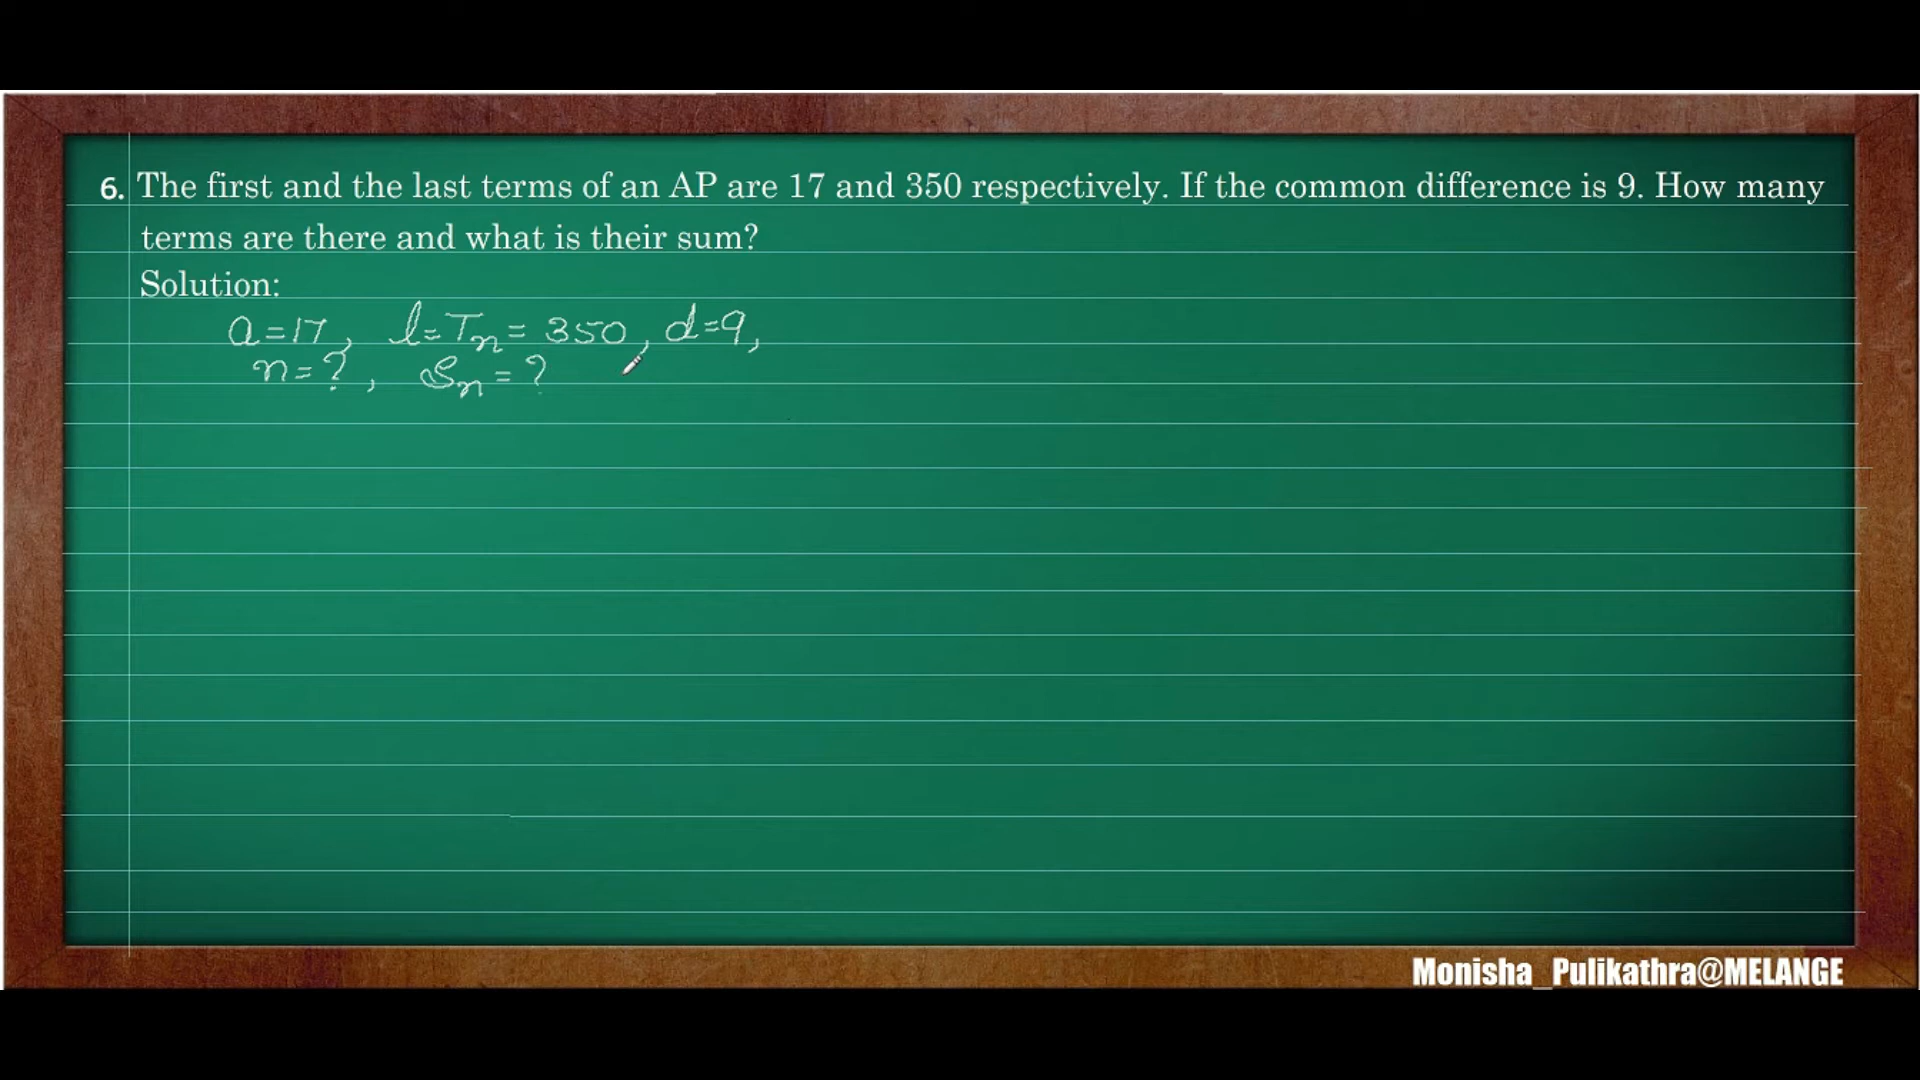 6. The first and the last terms of an AP are 17 and 350 respectively. If the common difference is 9. How many
terms are there and what is their sum?
Solution:
a=17, l=Tn=350, d=9,
n=?, Sn=?
Monisha_Pulikathra@MELANGE